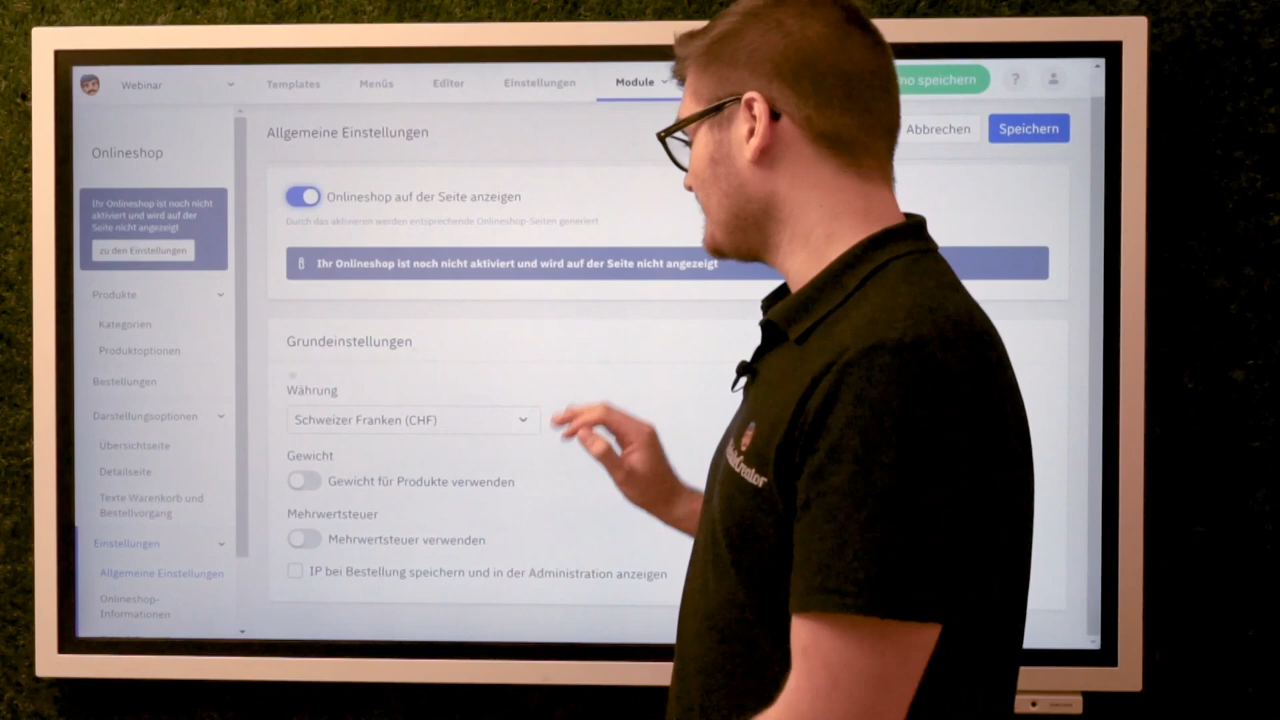 Webinar
Templates
Menüs
Editor
Einstellungen
Module
mo speichern
?
Onlineshop
Ihr Onlineshop ist noch nicht
aktiviert und wird auf der
Seite nicht angezeigt
zu den Einstellungen
Produkte
Kategorien
Produktoptionen
Bestellungen
Darstellungsoptionen
Übersichtseite
Detailseite
Texte Warenkorb und
Bestellvorgang
Einstellungen
Allgemeine Einstellungen
Onlineshop-
Informationen
Allgemeine Einstellungen
Abbrechen
Speichern
Onlineshop auf der Seite anzeigen
Durch das aktivieren werden entsprechende Onlineshop-Seiten generiert
Ihr Onlineshop ist noch nicht aktiviert und wird auf der Seite nicht angezeigt
Grundeinstellungen
Währung
Schweizer Franken (CHF)
Gewicht
Gewicht für Produkte verwenden
Mehrwertsteuer
Mehrwertsteuer verwenden
IP bei Bestellung speichern und in der Administration anzeigen